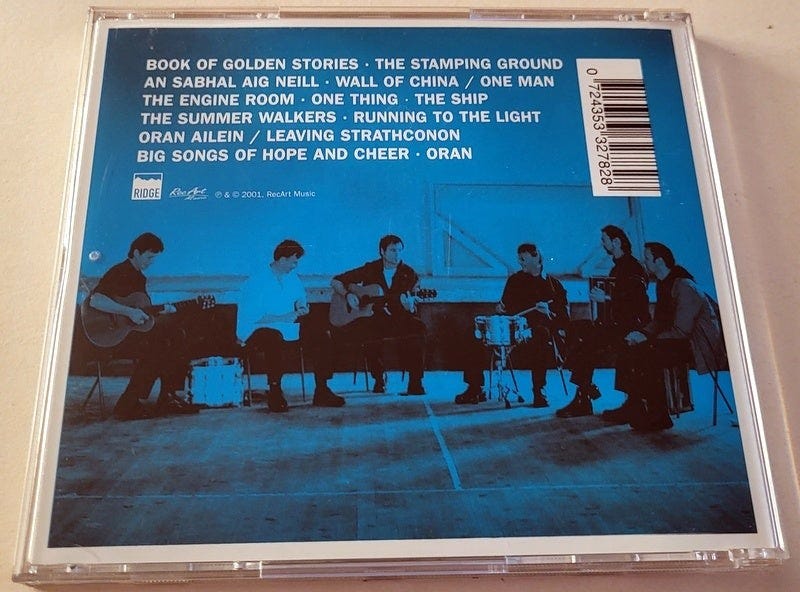 BOOK OF GOLDEN STORIES · THE STAMPING GROUND
AN SABHAL AIG NEILL · WALL OF CHINA / ONE MAN
THE ENGINE ROOM · ONE THING · THE SHIP
THE SUMMER WALKERS · RUNNING TO THE LIGHT
ORAN AILEIN / LEAVING STRATHCONON
BIG SONGS OF HOPE AND CHEER · ORAN
RIDGE
RecArt Music
℗ & © 2001, RecArt Music
0 724353 327828